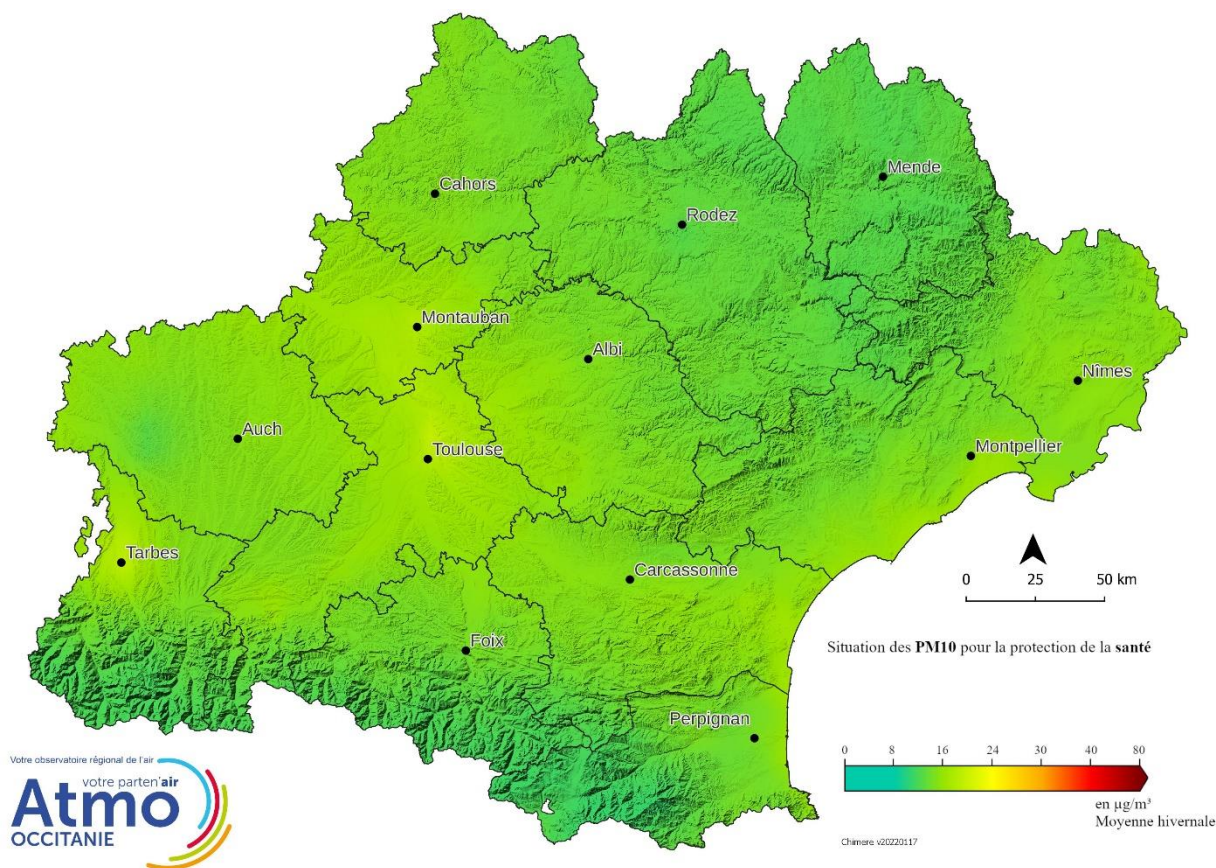 Cahors
Mende
Rodez
Montauban
Albi
Nîmes
Auch
Toulouse
Montpellier
Tarbes
Carcassonne
0 25 50 km
Foix
Situation des PM10 pour la protection de la santé
Perpignan
0 8 16 24 30 40 80
en µg/m³
Moyenne hivernale
Chimere v20220117
Votre observatoire régional de l'air
votre parten'air
Atmo
OCCITANIE